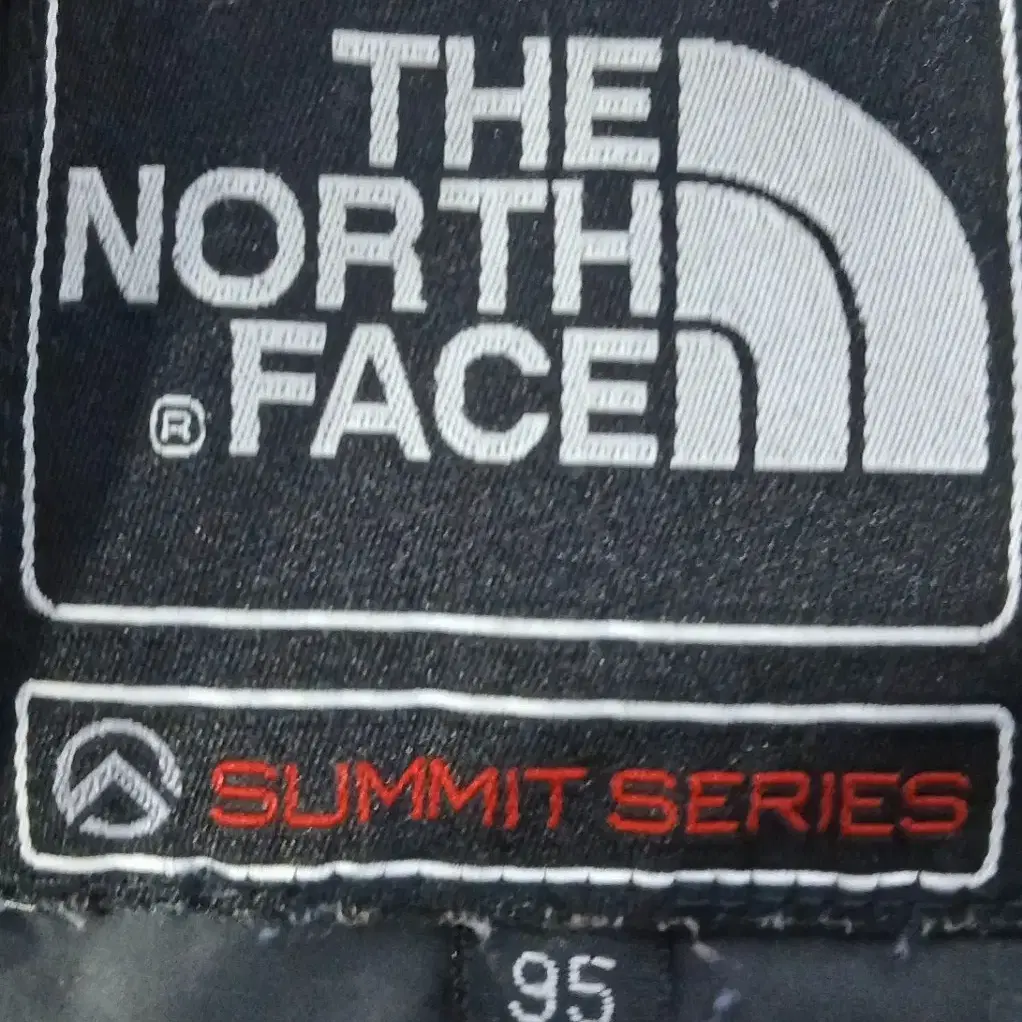 THE
NORTH
® FACE
SUMMIT SERIES
95